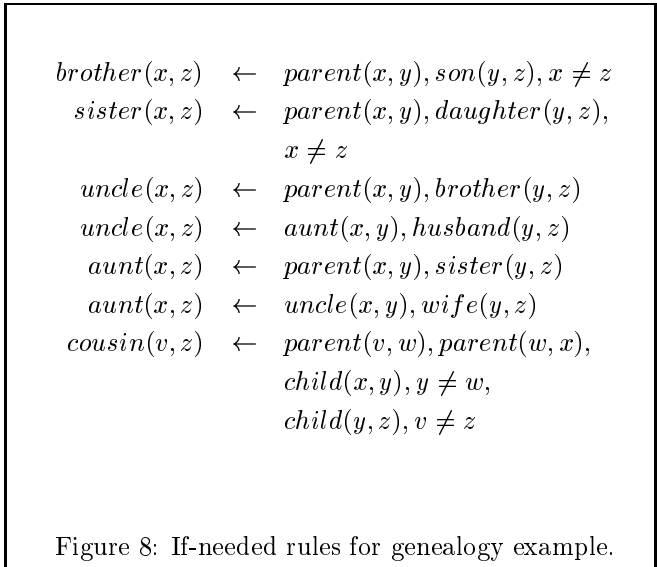 brother(x, z) ← parent(x, y), son(y, z), x ≠ z
sister(x, z) ← parent(x, y), daughter(y, z),
x ≠ z
uncle(x, z) ← parent(x, y), brother(y, z)
uncle(x, z) ← aunt(x, y), husband(y, z)
aunt(x, z) ← parent(x, y), sister(y, z)
aunt(x, z) ← uncle(x, y), wife(y, z)
cousin(v, z) ← parent(v, w), parent(w, x),
child(x, y), y ≠ w,
child(y, z), v ≠ z
Figure 8: If-needed rules for genealogy example.